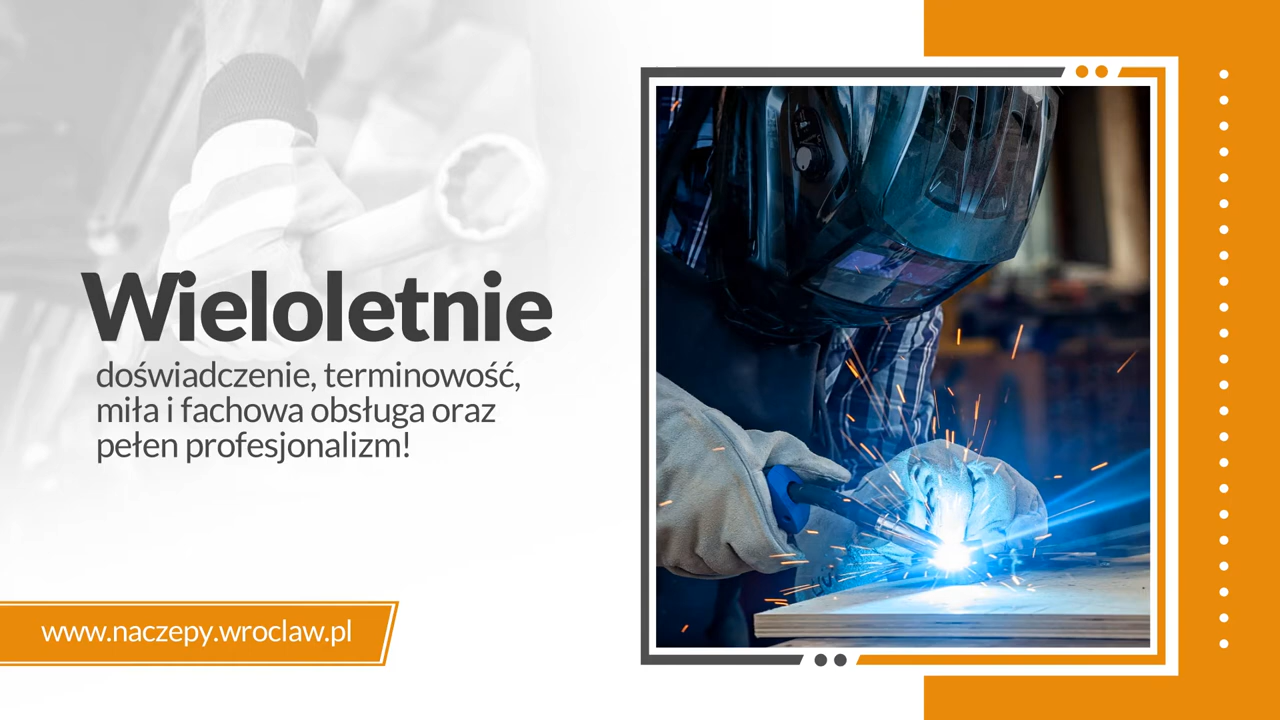 Wieloletnie
doświadczenie, terminowość,
miła i fachowa obsługa oraz
pełen profesjonalizm!
www.naczepy.wroclaw.pl